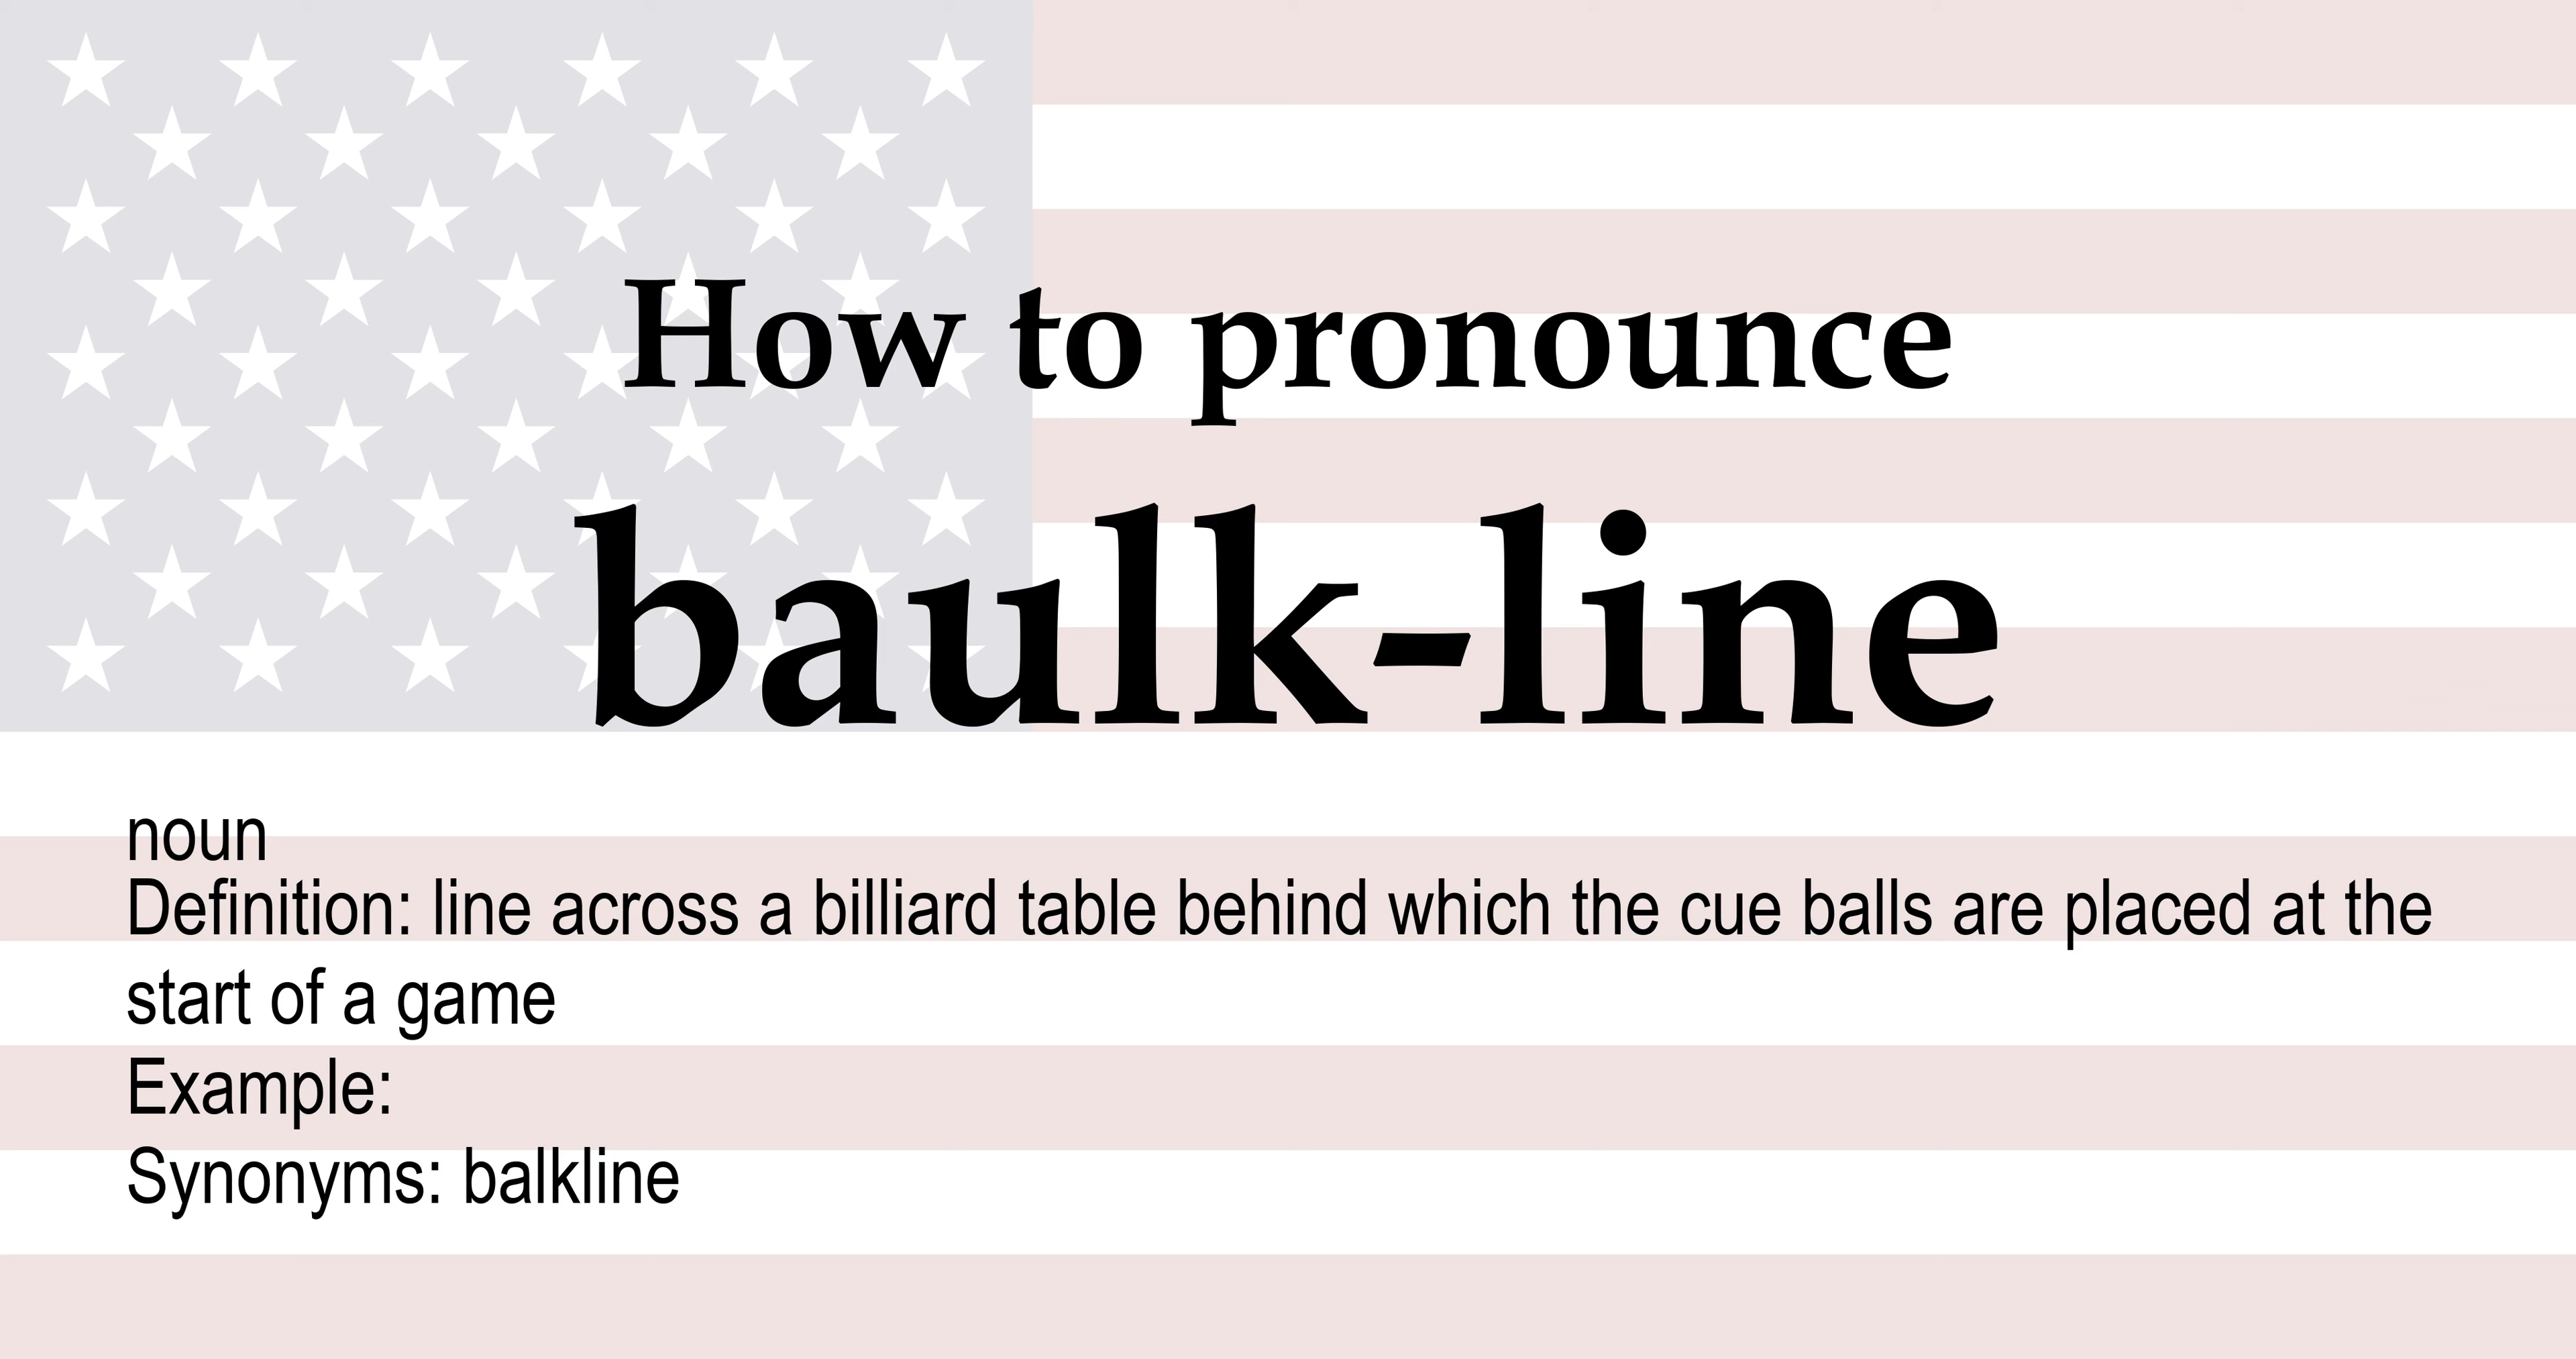 How to pronounce
baulk-line
noun
Definition: line across a billiard table behind which the cue balls are placed at the
start of a game
Example:
Synonyms: balkline